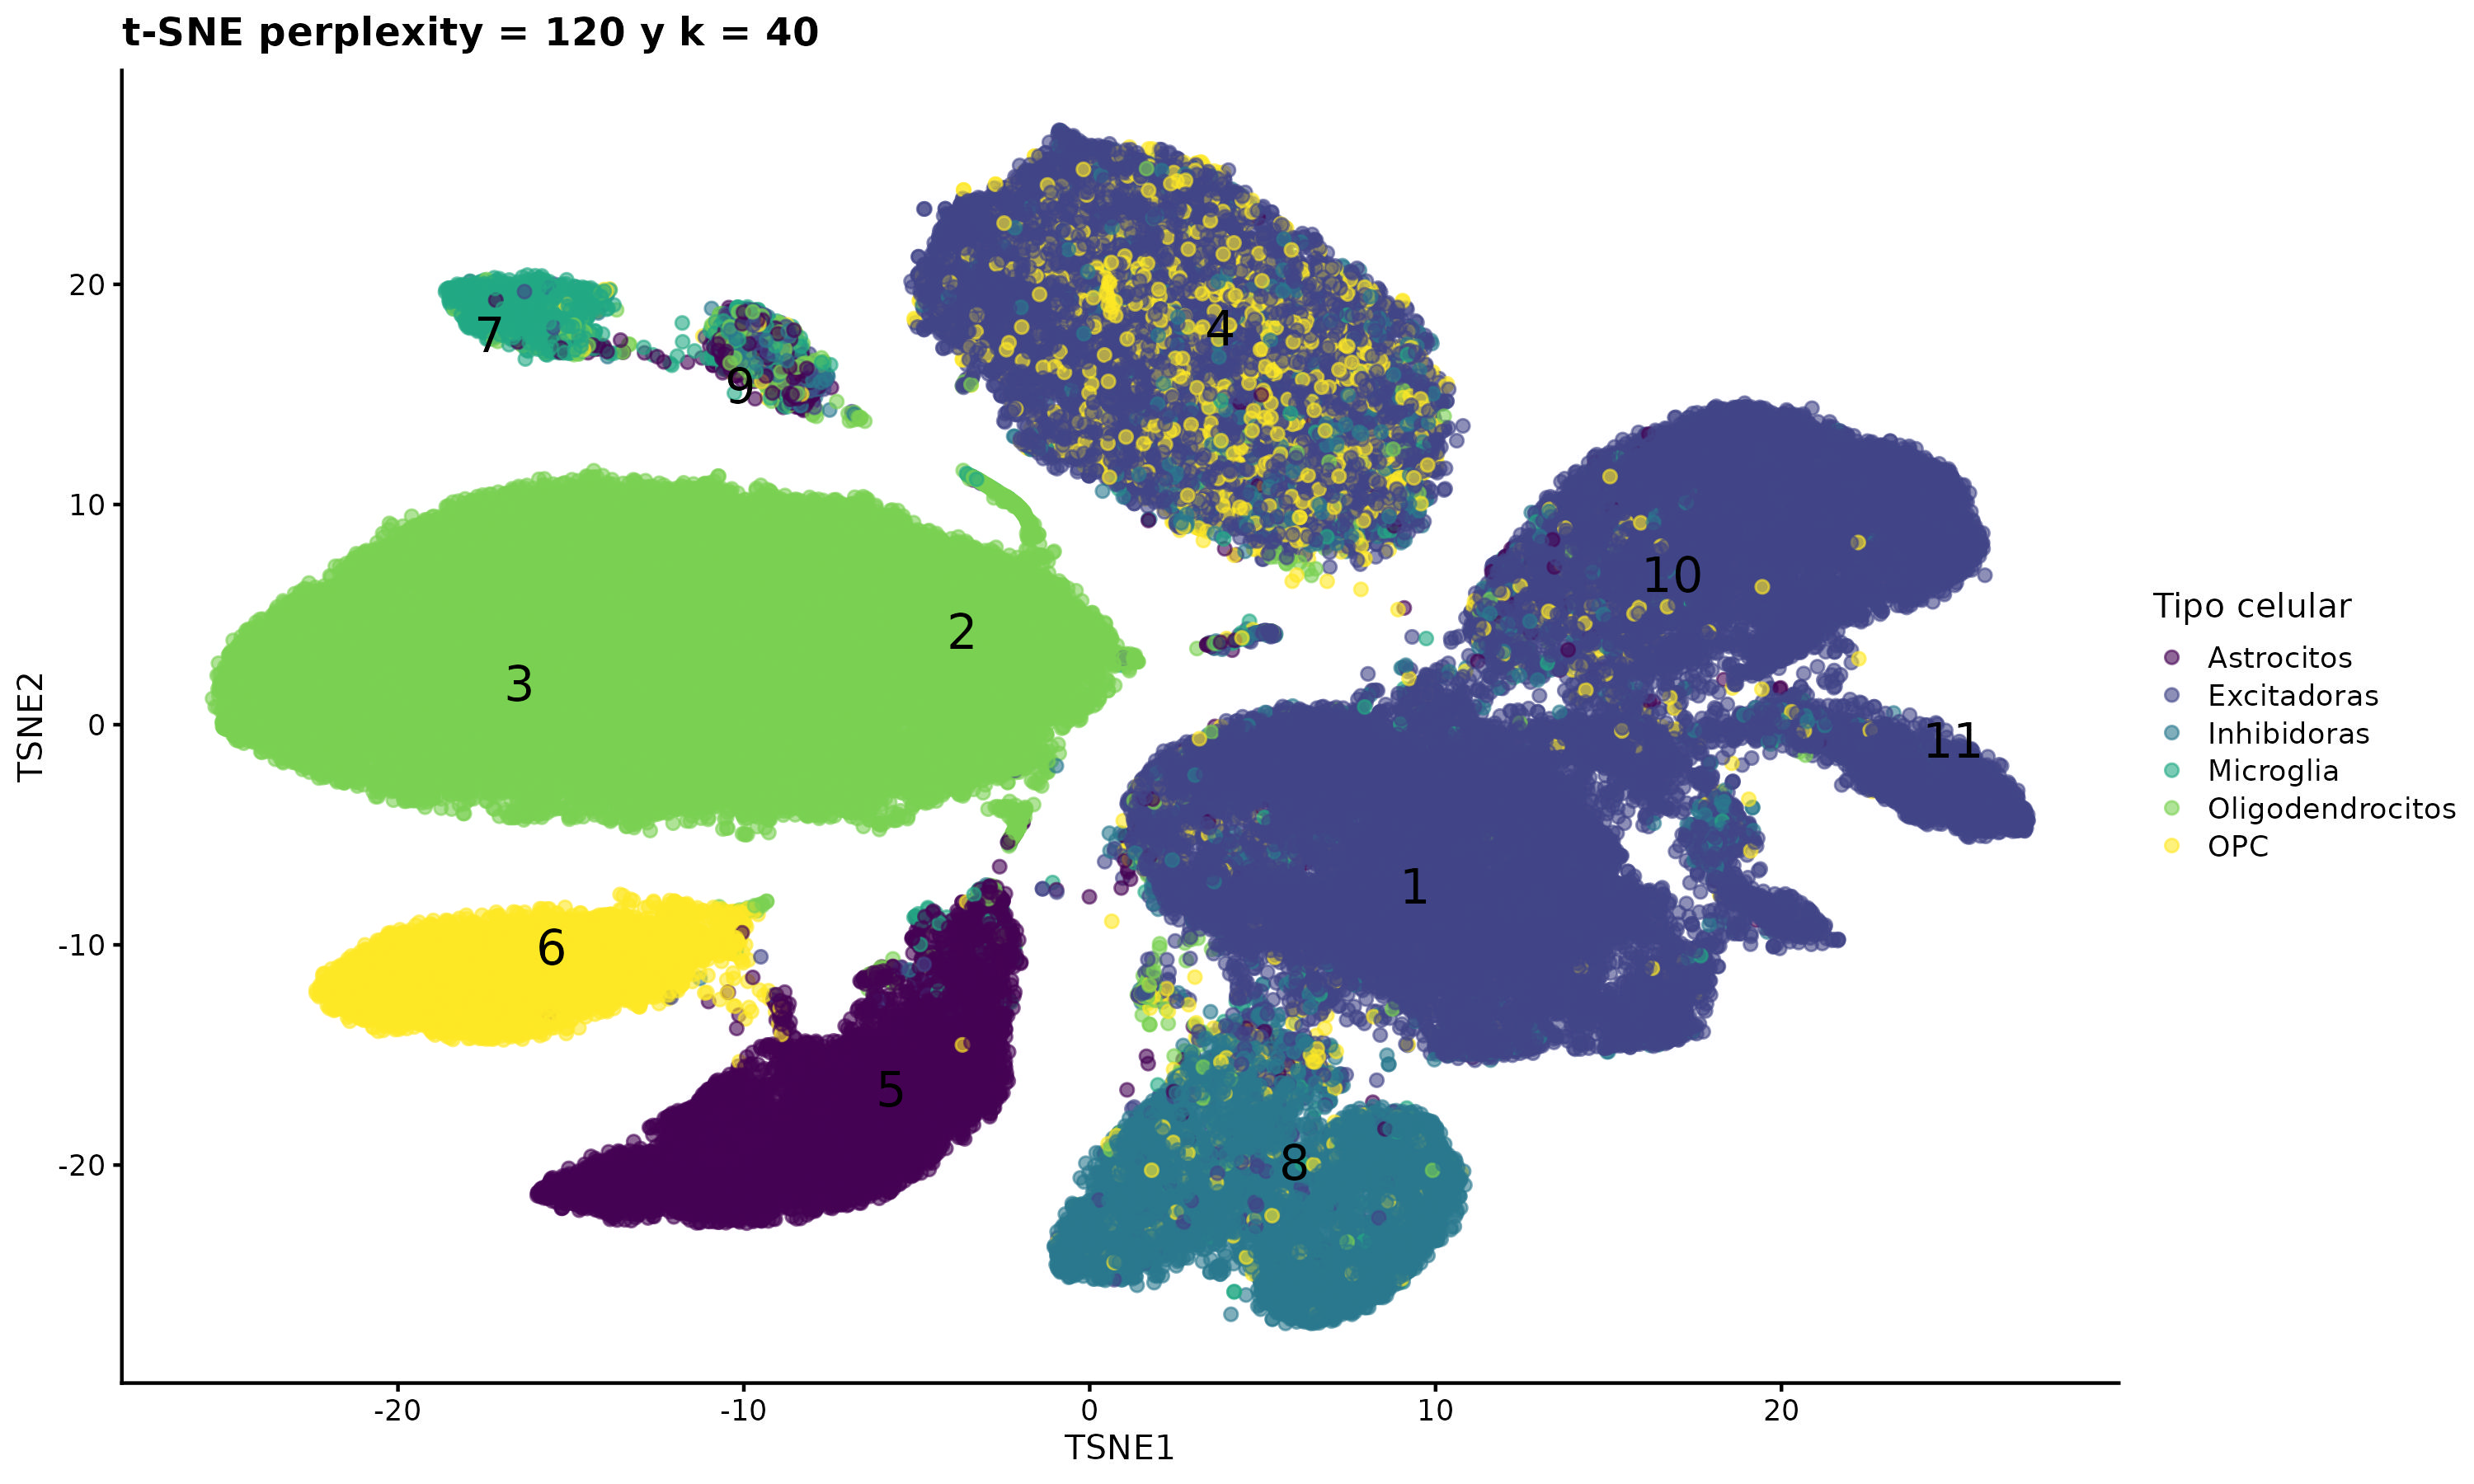 t-SNE perplexity = 120 y k = 40
TSNE2
20
10
0
-10
-20
7
9
4
10
2
3
11
1
6
5
8
-20
-10
0
10
20
TSNE1
Tipo celular
Astrocitos
Excitadoras
Inhibidoras
Microglia
Oligodendrocitos
OPC